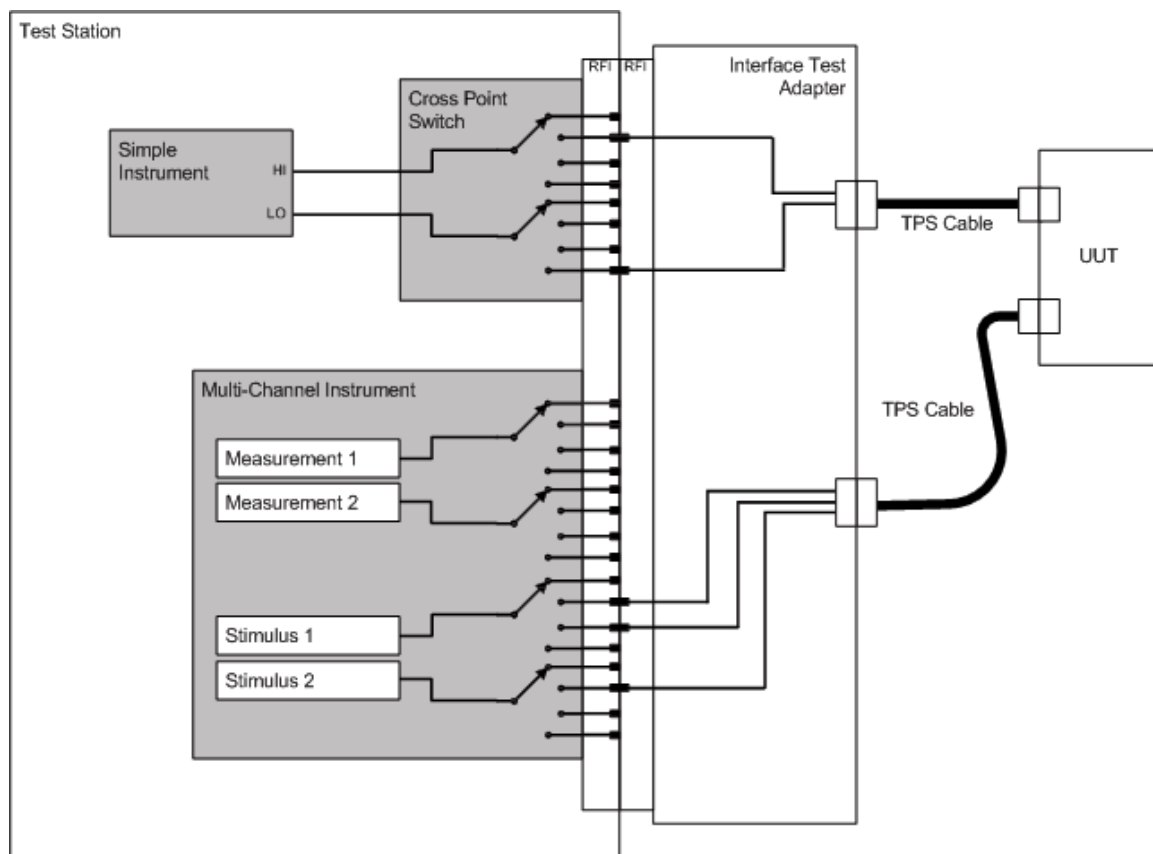 Test Station
RFI
RFI
Interface Test
Adapter
Cross Point
Switch
Simple
Instrument
HI
LO
TPS Cable
UUT
Multi-Channel Instrument
TPS Cable
Measurement 1
Measurement 2
Stimulus 1
Stimulus 2